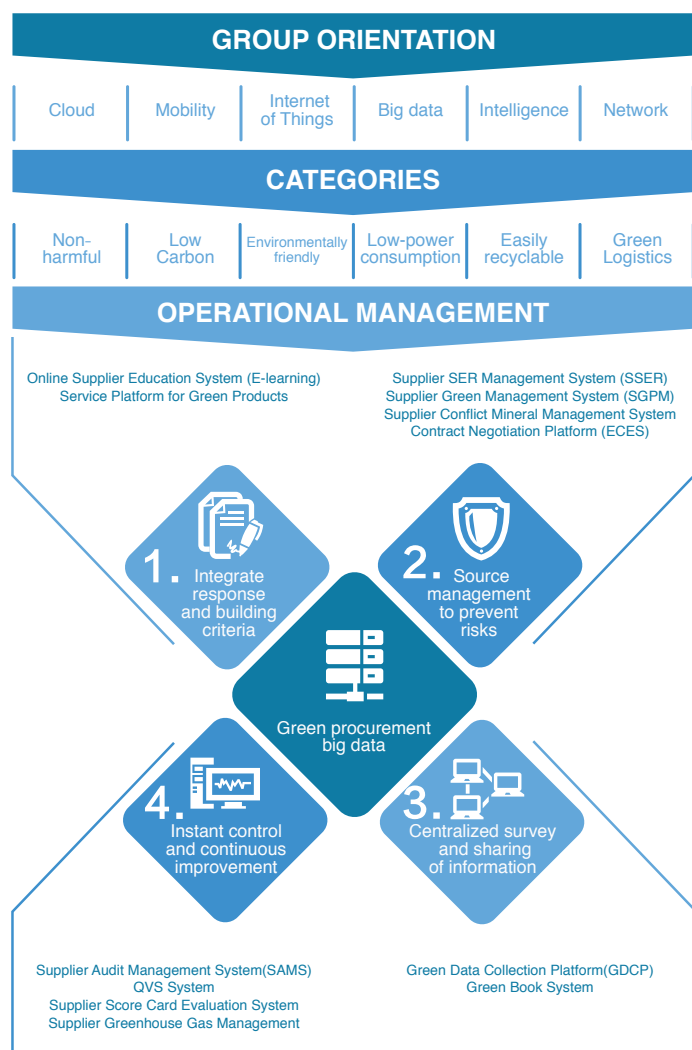 GROUP ORIENTATION
Cloud
Mobility
Internet
of Things
Big data
Intelligence
Network
CATEGORIES
Non-
harmful
Low
Carbon
Environmentally
friendly
Low-power
consumption
Easily
recyclable
Green
Logistics
OPERATIONAL MANAGEMENT
Online Supplier Education System (E-learning)
Service Platform for Green Products
Supplier SER Management System (SSER)
Supplier Green Management System (SGPM)
Supplier Conflict Mineral Management System
Contract Negotiation Platform (ECES)
1. Integrate
response
and building
criteria
2. Source
management
to prevent
risks
Green procurement
big data
4. Instant control
and continuous
improvement
3. Centralized survey
and sharing
of information
Supplier Audit Management System(SAMS)
QVS System
Supplier Score Card Evaluation System
Supplier Greenhouse Gas Management
Green Data Collection Platform(GDCP)
Green Book System